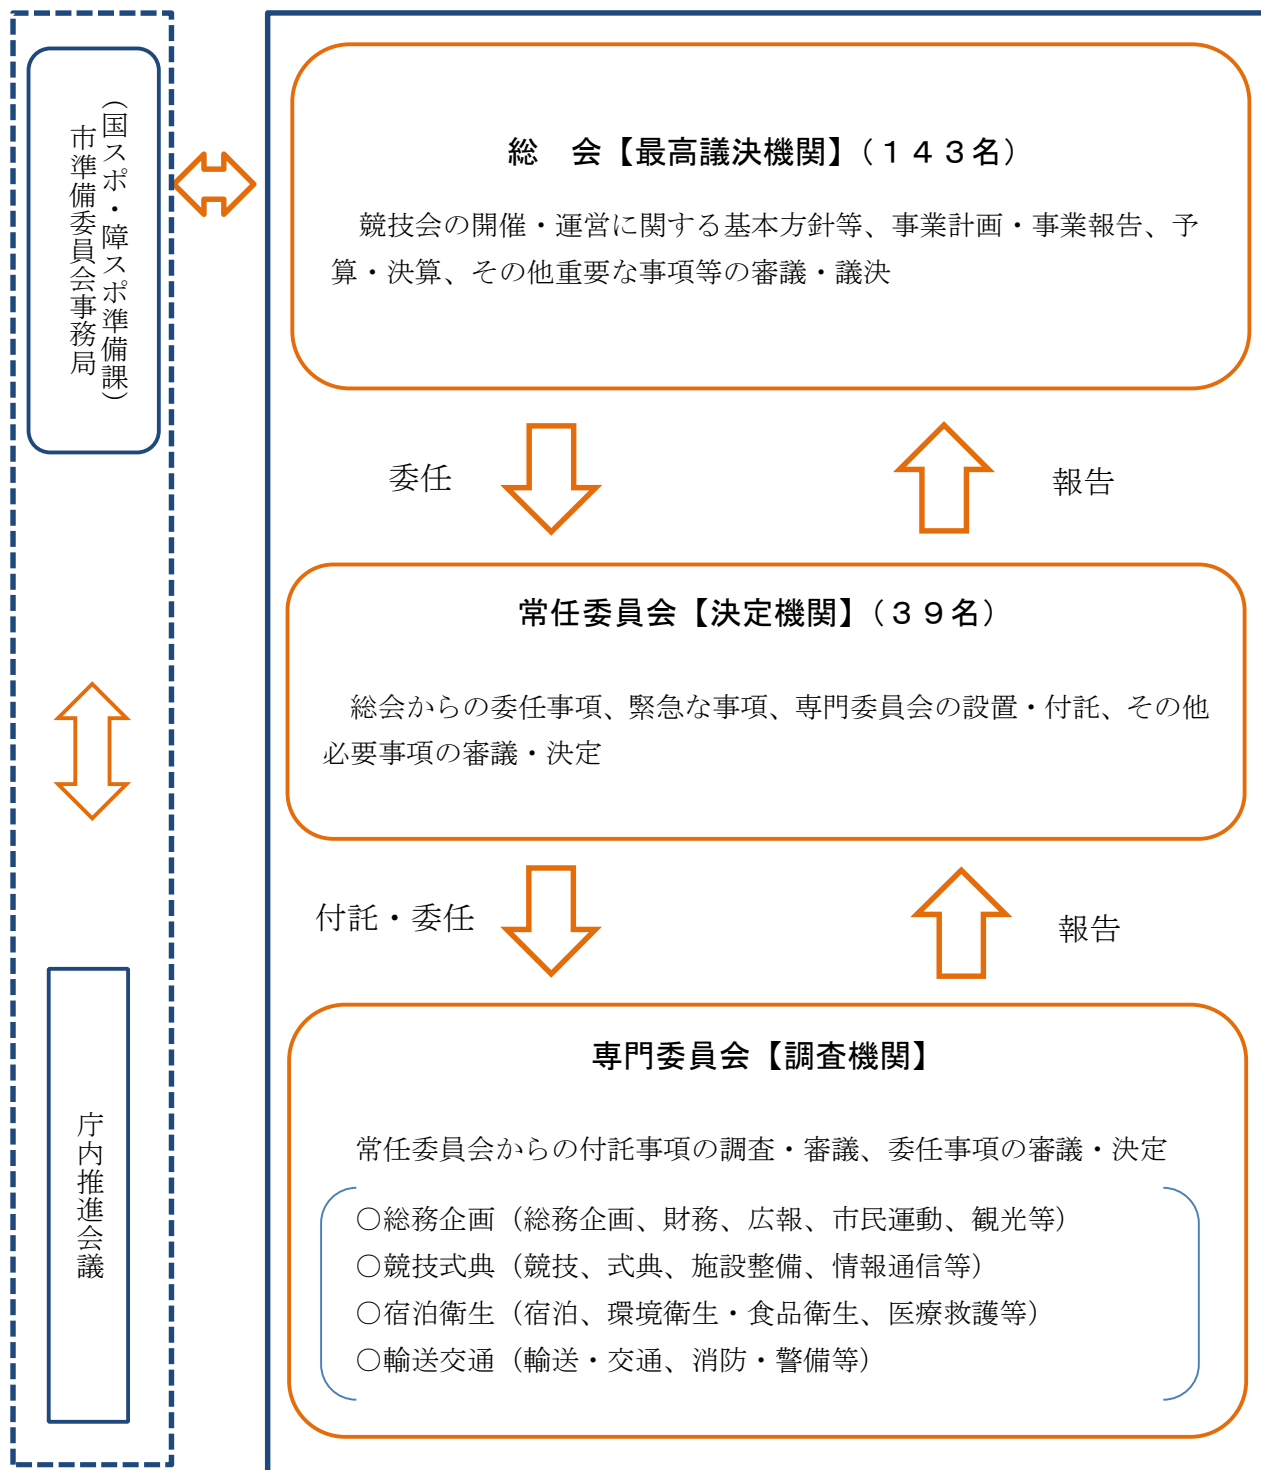 市準備委員会事務局
(国スポ・障スポ準備課)
総　会【最高議決機関】（１４３名）
競技会の開催・運営に関する基本方針等、事業計画・事業報告、予
算・決算、その他重要な事項等の審議・議決
委任
報告
常任委員会【決定機関】（３９名）
総会からの委任事項、緊急な事項、専門委員会の設置・付託、その他
必要事項の審議・決定
付託・委任
報告
専門委員会【調査機関】
常任委員会からの付託事項の調査・審議、委任事項の審議・決定
○総務企画（総務企画、財務、広報、市民運動、観光等）
○競技式典（競技、式典、施設整備、情報通信等）
○宿泊衛生（宿泊、環境衛生・食品衛生、医療救護等）
○輸送交通（輸送・交通、消防・警備等）
庁内推進会議